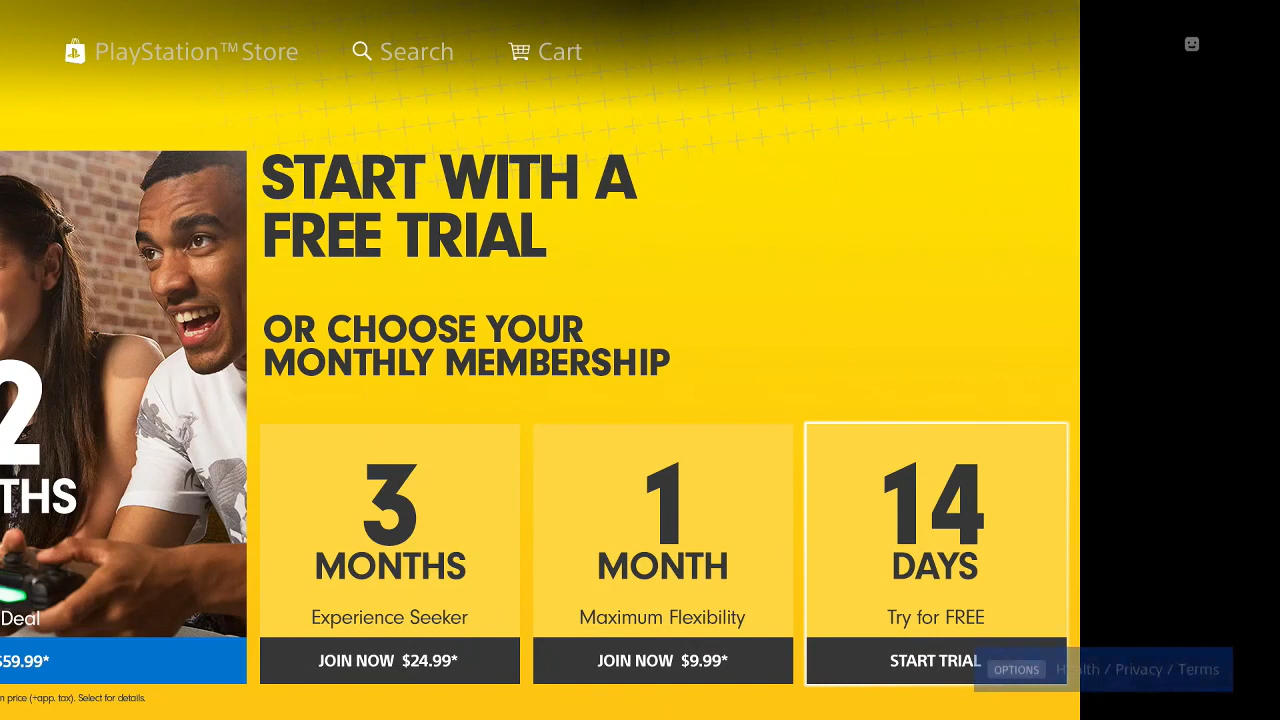 PlayStation™Store
Search
Cart
START WITH A
FREE TRIAL
OR CHOOSE YOUR
MONTHLY MEMBERSHIP
2
THS
Deal
$59.99*
n price (+app. tax). Select for details.
3
MONTHS
Experience Seeker
JOIN NOW $24.99*
1
MONTH
Maximum Flexibility
JOIN NOW $9.99*
14
DAYS
Try for FREE
START TRIAL
OPTIONS Health / Privacy / Terms